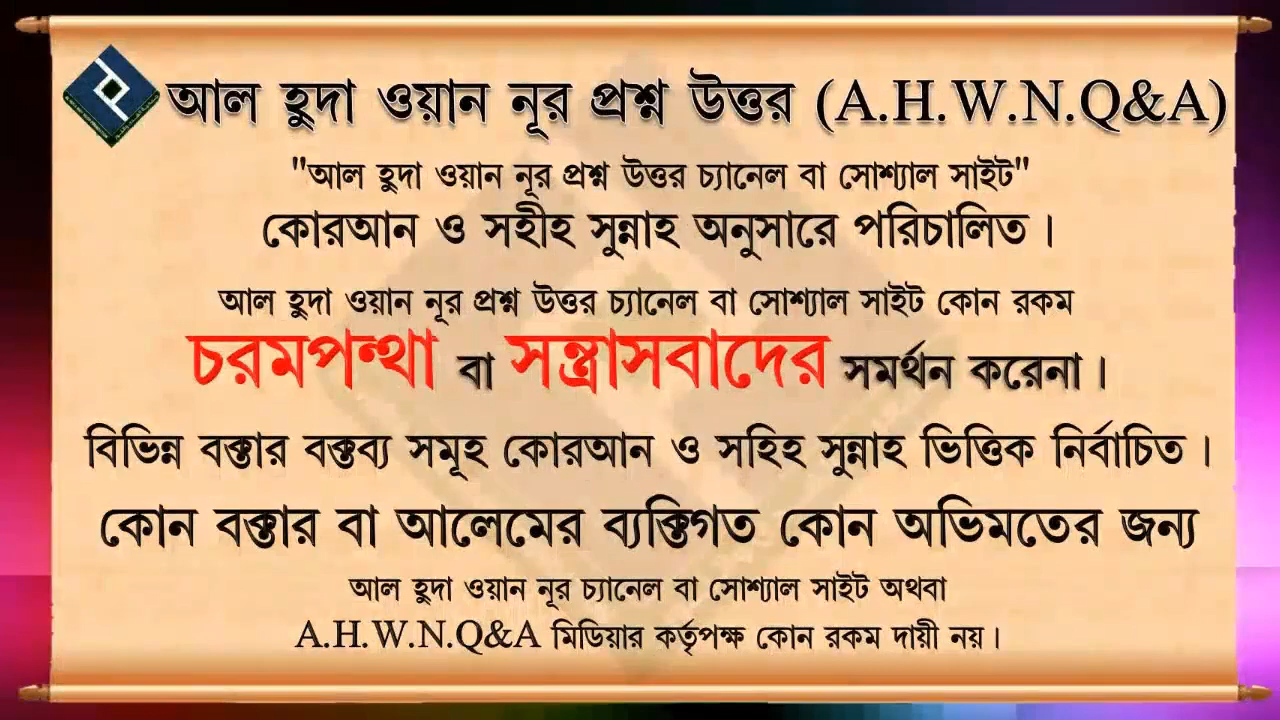 আল হুদা ওয়ান নূর প্রশ্ন উত্তর (A.H.W.N.Q&A)
"আল হুদা ওয়ান নূর প্রশ্ন উত্তর চ্যানেল বা সোশ্যাল সাইট"
কোরআন ও সহীহ সুন্নাহ অনুসারে পরিচালিত।
আল হুদা ওয়ান নূর প্রশ্ন উত্তর চ্যানেল বা সোশ্যাল সাইট কোন রকম
চরমপন্থা বা সন্ত্রাসবাদের সমর্থন করেনা।
বিভিন্ন বক্তার বক্তব্য সমূহ কোরআন ও সহিহ সুন্নাহ ভিত্তিক নির্বাচিত।
কোন বক্তার বা আলেমের ব্যক্তিগত কোন অভিমতের জন্য
আল হুদা ওয়ান নূর চ্যানেল বা সোশ্যাল সাইট অথবা
A.H.W.N.Q&A মিডিয়ার কর্তৃপক্ষ কোন রকম দায়ী নয়।